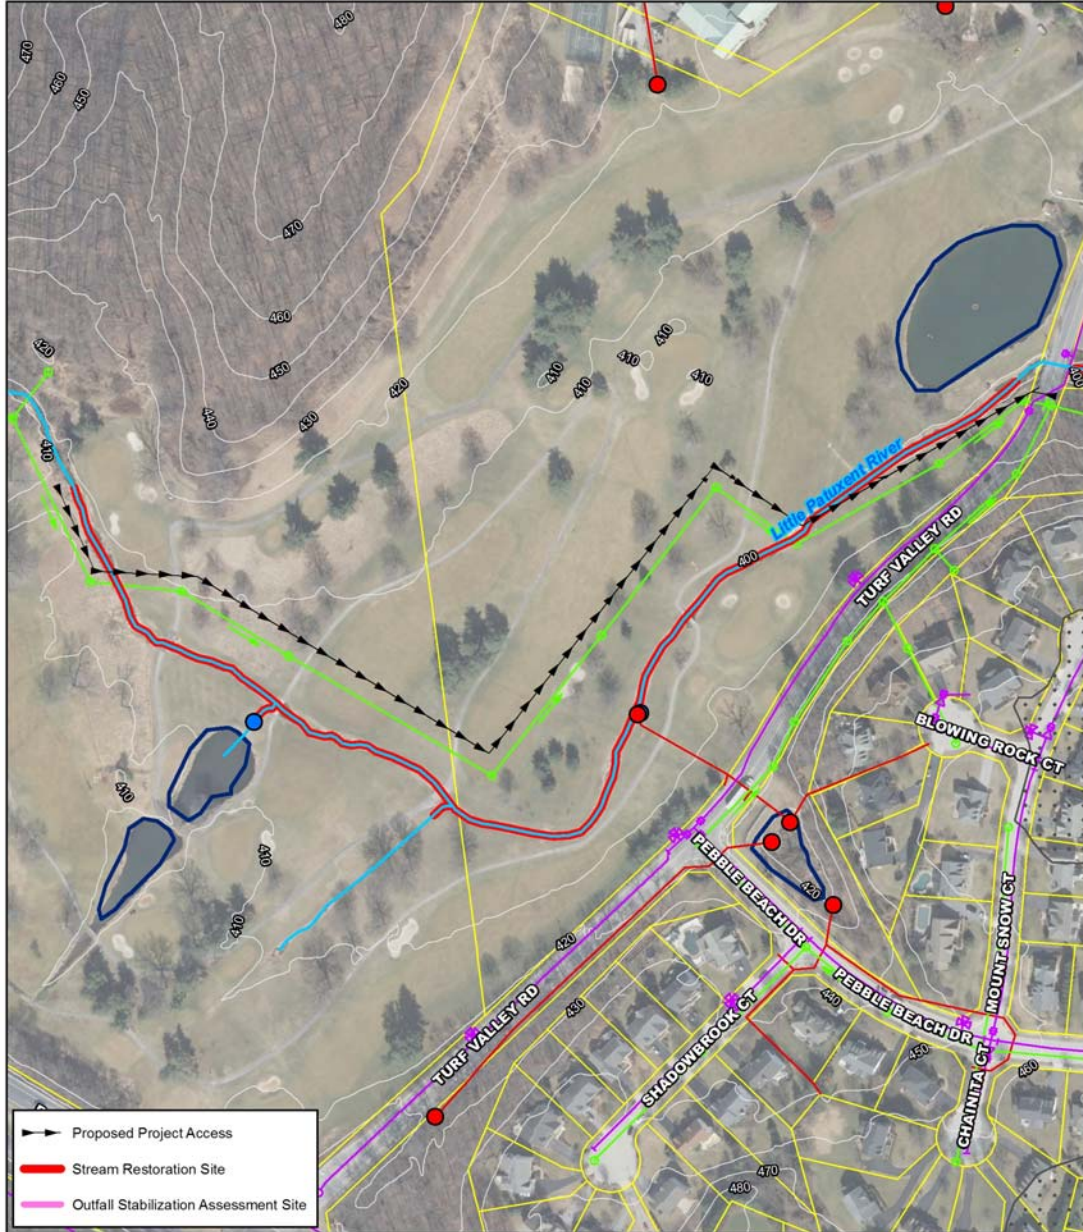 480
470
460
450
470
460
450
440
430
420
420
410
410
410
410
410
400
Little Patuxent River
400
TURF VALLEY RD
BLOWING ROCK CT
410
410
410
PEBBLE BEACH DR
420
420
MOUNT SNOW CT
PEBBLE BEACH DR
430
440
450
460
TURF VALLEY RD
SHADOWBROOK CT
CHAINITA CT
470
480
Proposed Project Access
Stream Restoration Site
Outfall Stabilization Assessment Site